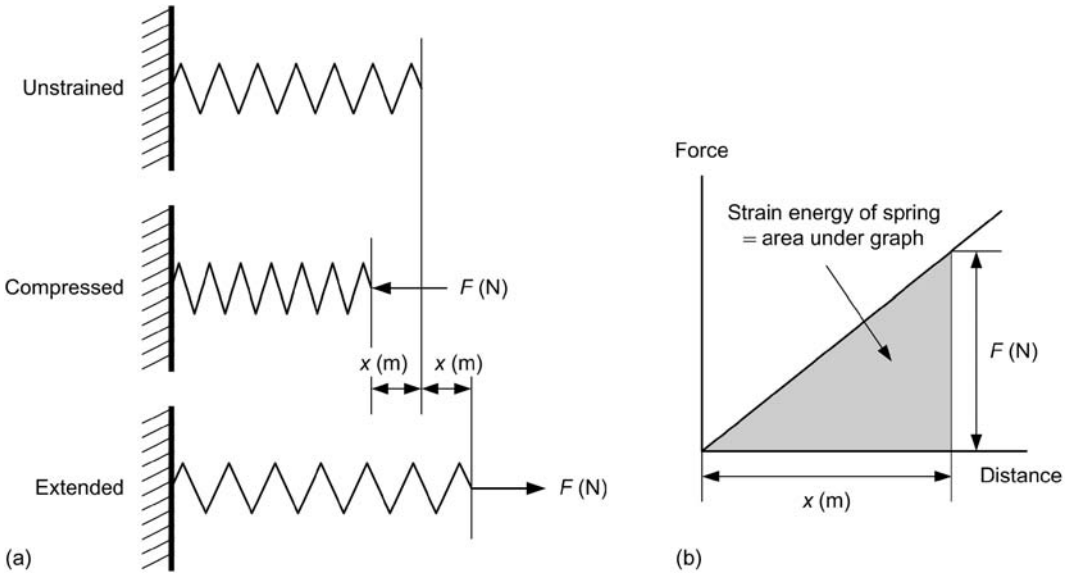 Unstrained
Compressed
F (N)
x (m)
x (m)
Extended
F (N)
(a)
Force
Strain energy of spring
= area under graph
F (N)
Distance
x (m)
(b)